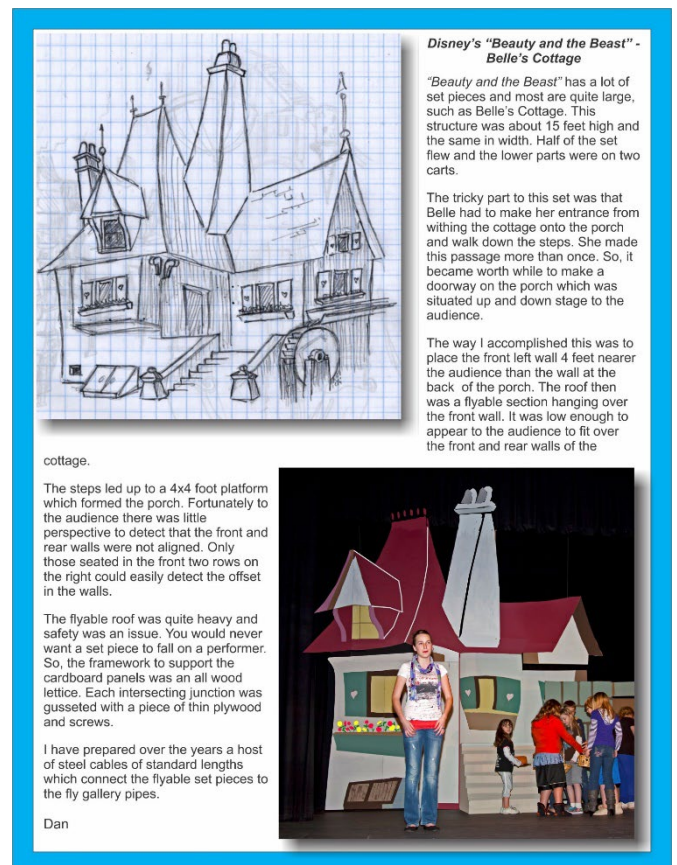 Disney's "Beauty and the Beast" -
Belle's Cottage
"Beauty and the Beast" has a lot of
set pieces and most are quite large,
such as Belle's Cottage. This
structure was about 15 feet high and
the same in width. Half of the set
flew and the lower parts were on two
carts.
The tricky part to this set was that
Belle had to make her entrance from
withing the cottage onto the porch
and walk down the steps. She made
this passage more than once. So, it
became worth while to make a
doorway on the porch which was
situated up and down stage to the
audience.
The way I accomplished this was to
place the front left wall 4 feet nearer
the audience than the wall at the
back of the porch. The roof then
was a flyable section hanging over
the front wall. It was low enough to
appear to the audience to fit over
the front and rear walls of the
cottage.
The steps led up to a 4x4 foot platform
which formed the porch. Fortunately to
the audience there was little
perspective to detect that the front and
rear walls were not aligned. Only
those seated in the front two rows on
the right could easily detect the offset
in the walls.
The flyable roof was quite heavy and
safety was an issue. You would never
want a set piece to fall on a performer.
So, the framework to support the
cardboard panels was an all wood
lattice. Each intersecting junction was
gusseted with a piece of thin plywood
and screws.
I have prepared over the years a host
of steel cables of standard lengths
which connect the flyable set pieces to
the fly gallery pipes.
Dan